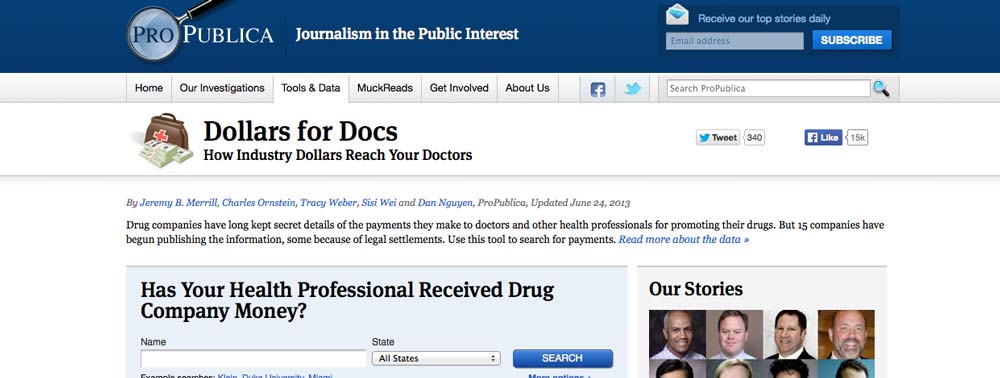 PRO PUBLICA
Journalism in the Public Interest
Receive our top stories daily
Email address
SUBSCRIBE
Home
Our Investigations
Tools & Data
MuckReads
Get Involved
About Us
Search ProPublica
Dollars for Docs
How Industry Dollars Reach Your Doctors
Tweet 340
Like 15k
By Jeremy B. Merrill, Charles Ornstein, Tracy Weber, Sisi Wei and Dan Nguyen, ProPublica, Updated June 24, 2013
Drug companies have long kept secret details of the payments they make to doctors and other health professionals for promoting their drugs. But 15 companies have
begun publishing the information, some because of legal settlements. Use this tool to search for payments. Read more about the data »
Has Your Health Professional Received Drug
Company Money?
Name
State
All States
SEARCH
Example searches: Klein, Duke University, Miami
More options
Our Stories